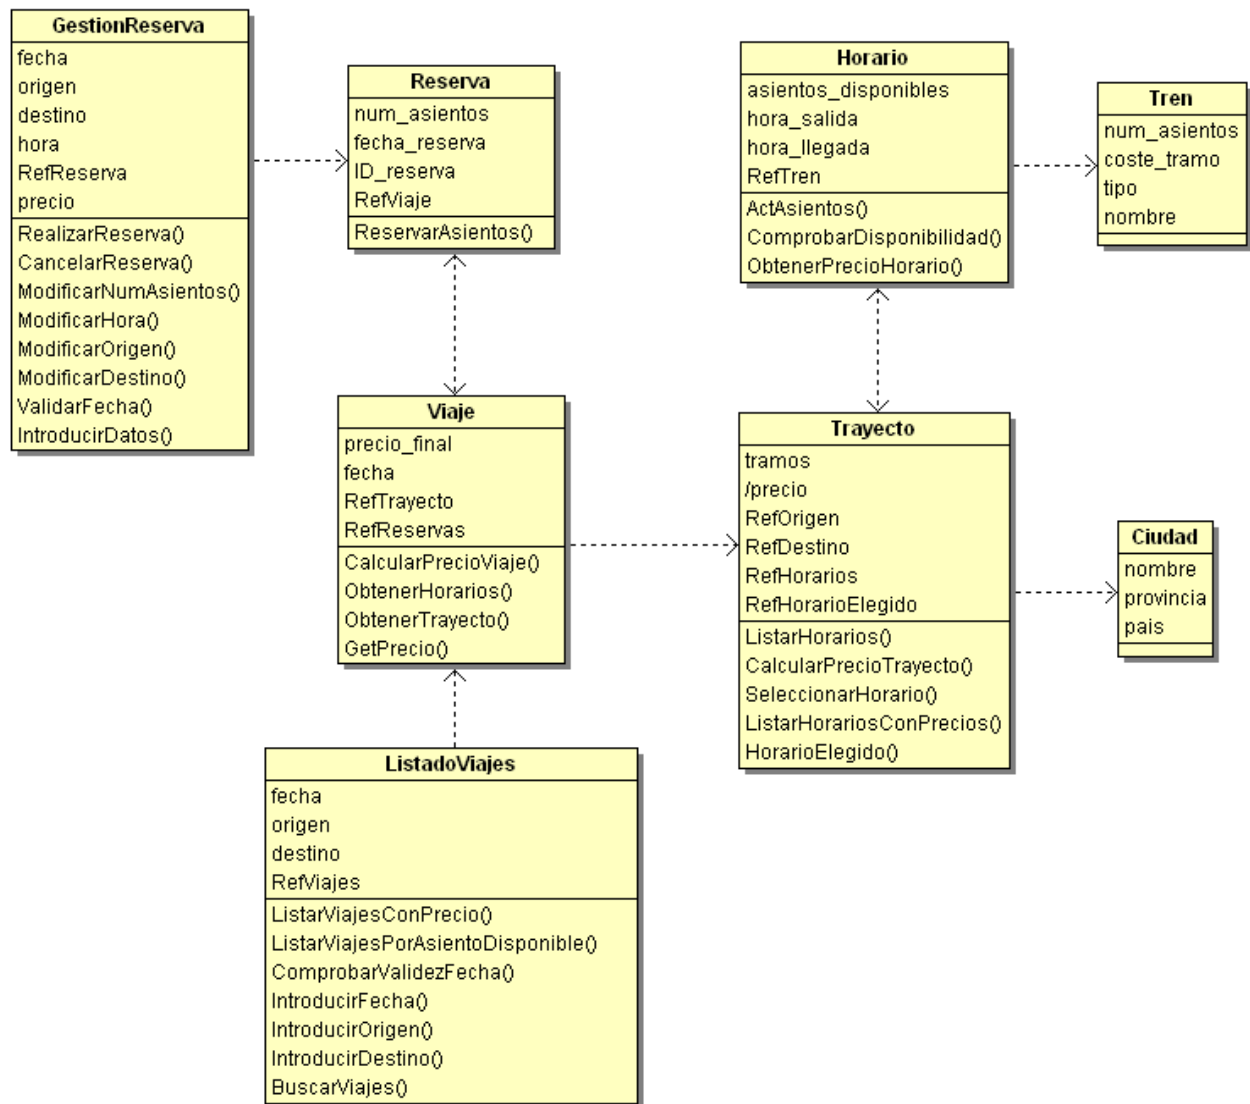 GestionReserva
fecha
origen
destino
hora
RefReserva
precio
RealizarReserva()
CancelarReserva()
ModificarNumAsientos()
ModificarHora()
ModificarOrigen()
ModificarDestino()
ValidarFecha()
IntroducirDatos()
Reserva
num_asientos
fecha_reserva
ID_reserva
RefViaje
ReservarAsientos()
Horario
asientos_disponibles
hora_salida
hora_llegada
RefTren
ActAsientos()
ComprobarDisponibilidad()
ObtenerPrecioHorario()
Tren
num_asientos
coste_tramo
tipo
nombre
Viaje
precio_final
fecha
RefTrayecto
RefReservas
CalcularPrecioViaje()
ObtenerHorarios()
ObtenerTrayecto()
GetPrecio()
Trayecto
tramos
/precio
RefOrigen
RefDestino
RefHorarios
RefHorarioElegido
ListarHorarios()
CalcularPrecioTrayecto()
SeleccionarHorario()
ListarHorariosConPrecios()
HorarioElegido()
Ciudad
nombre
provincia
pais
ListadoViajes
fecha
origen
destino
RefViajes
ListarViajesConPrecio()
ListarViajesPorAsientoDisponible()
ComprobarValidezFecha()
IntroducirFecha()
IntroducirOrigen()
IntroducirDestino()
BuscarViajes()